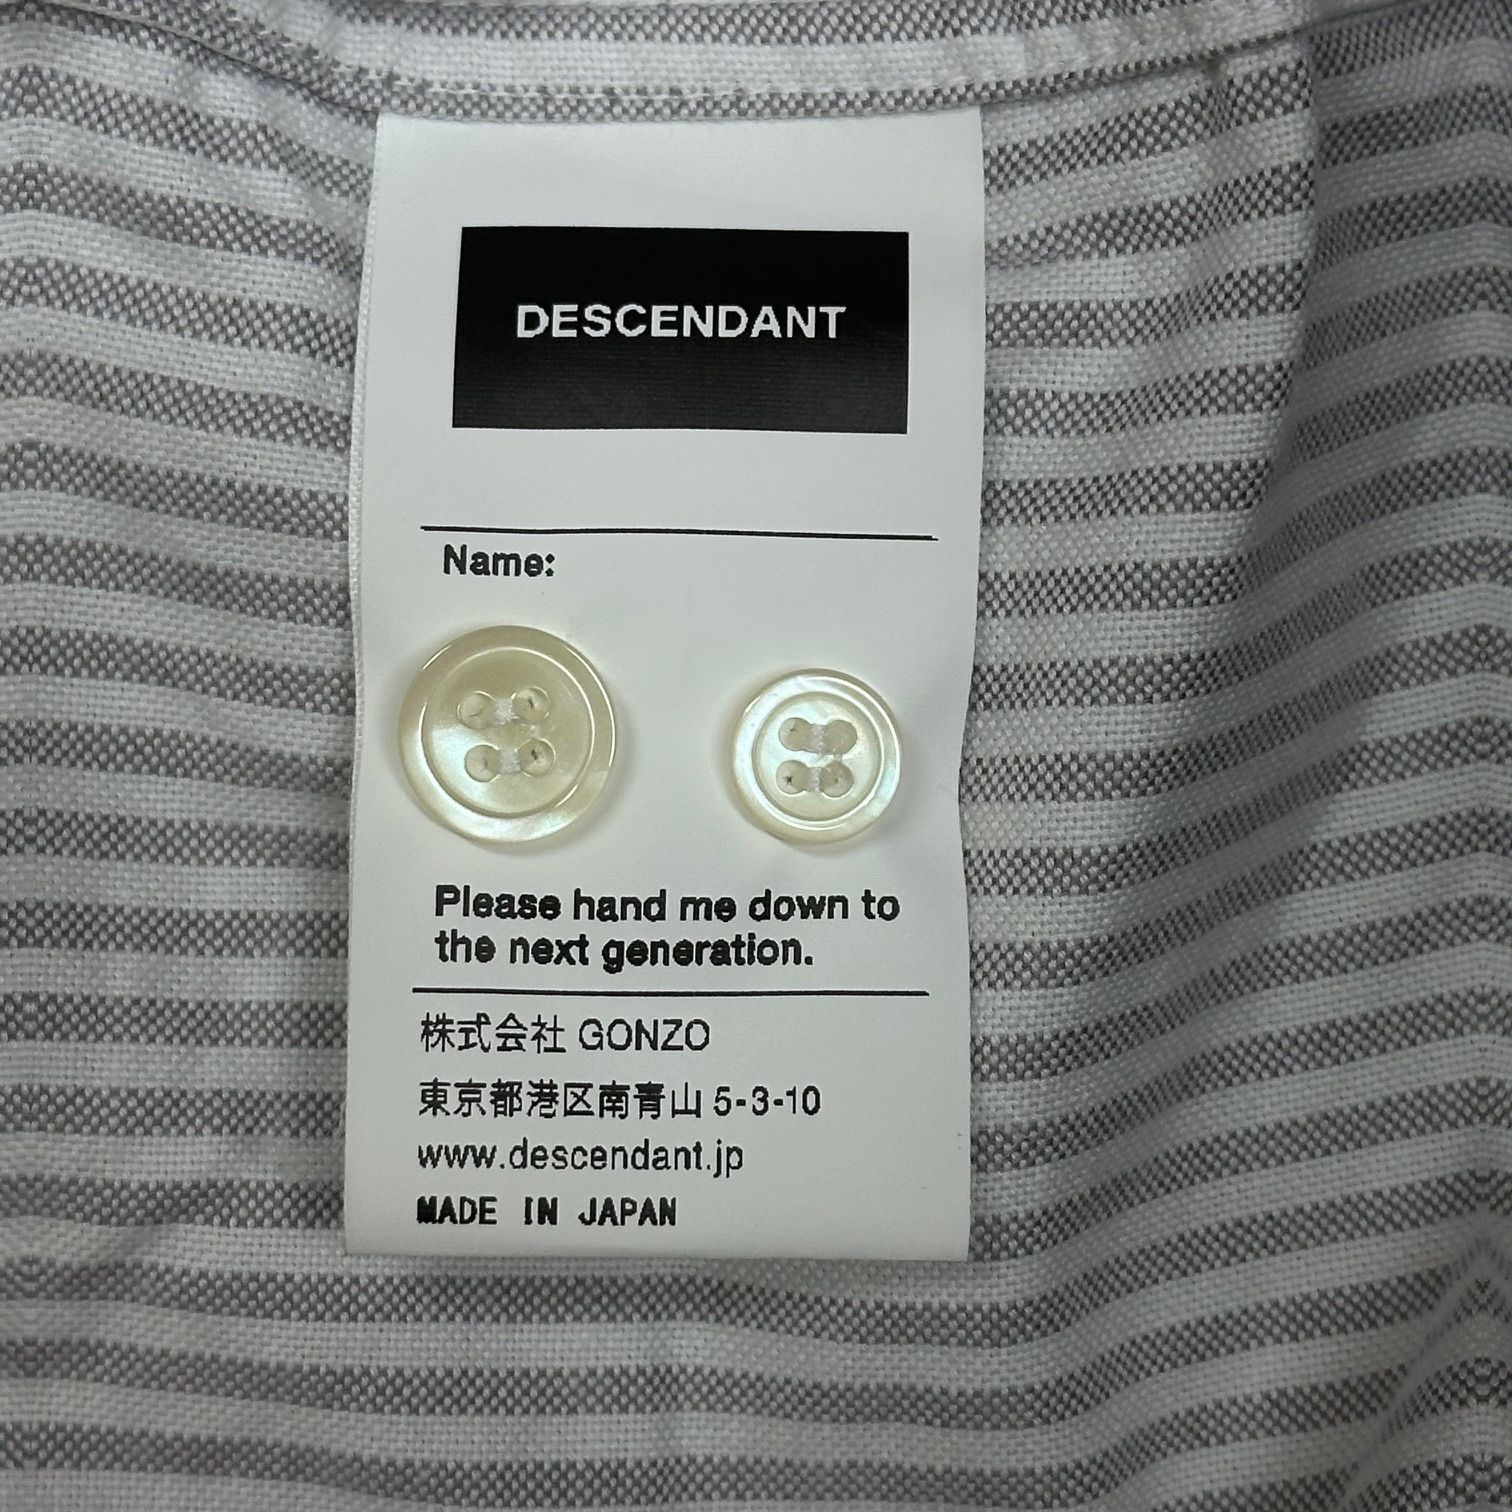 DESCENDANT
Name:
Please hand me down to
the next generation.
株式会社 GONZO
東京都港区南青山 5-3-10
www.descendant.jp
MADE IN JAPAN